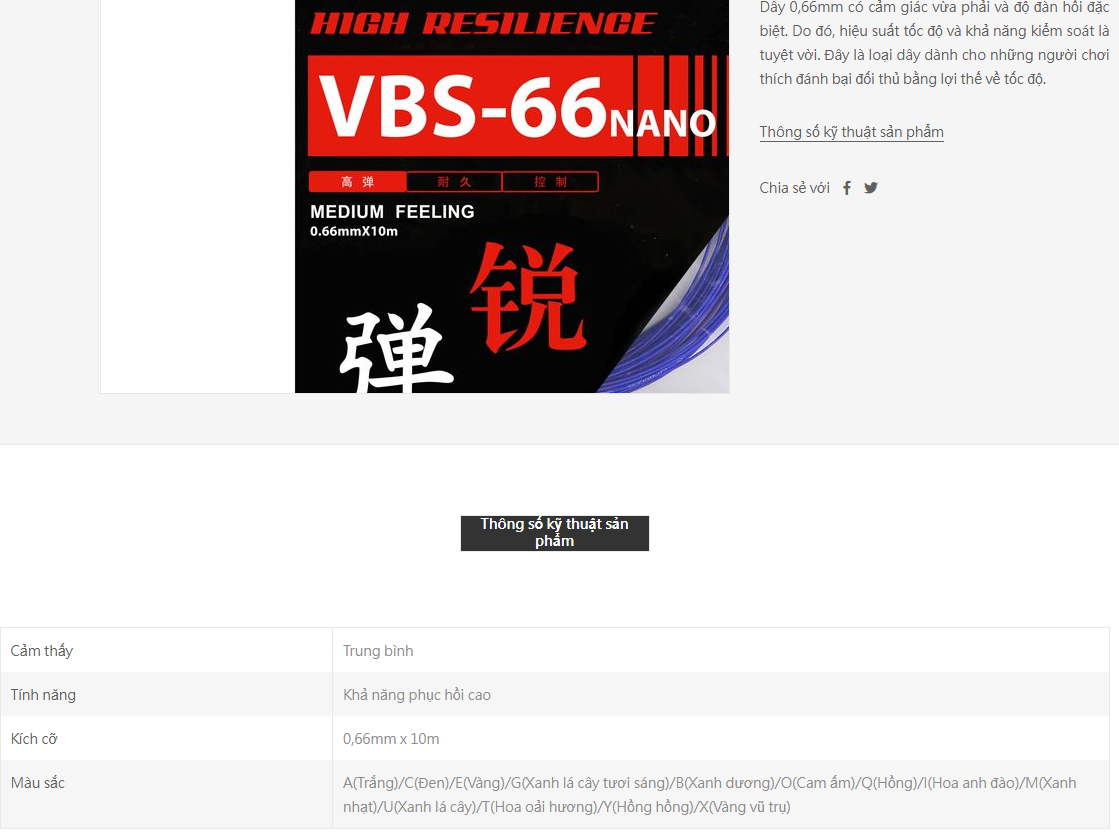 HIGH RESILIENCE
VBS-66NANO
高 弹 耐 久 控 制
MEDIUM FEELING
0.66mmX10m
锐
弹
Dây 0,66mm có cảm giác vừa phải và độ đàn hồi đặc
biệt. Do đó, hiệu suất tốc độ và khả năng kiểm soát là
tuyệt vời. Đây là loại dây dành cho những người chơi
thích đánh bại đối thủ bằng lợi thế về tốc độ.
Thông số kỹ thuật sản phẩm
Chia sẻ với
Thông số kỹ thuật sản
phẩm
Cảm thấy Trung bình
Tính năng Khả năng phục hồi cao
Kích cỡ 0,66mm x 10m
Màu sắc A(Trắng)/C(Đen)/E(Vàng)/G(Xanh lá cây tươi sáng)/B(Xanh dương)/O(Cam ấm)/Q(Hồng)/I(Hoa anh đào)/M(Xanh
nhạt)/U(Xanh lá cây)/T(Hoa oải hương)/Y(Hồng hồng)/X(Vàng vũ trụ)